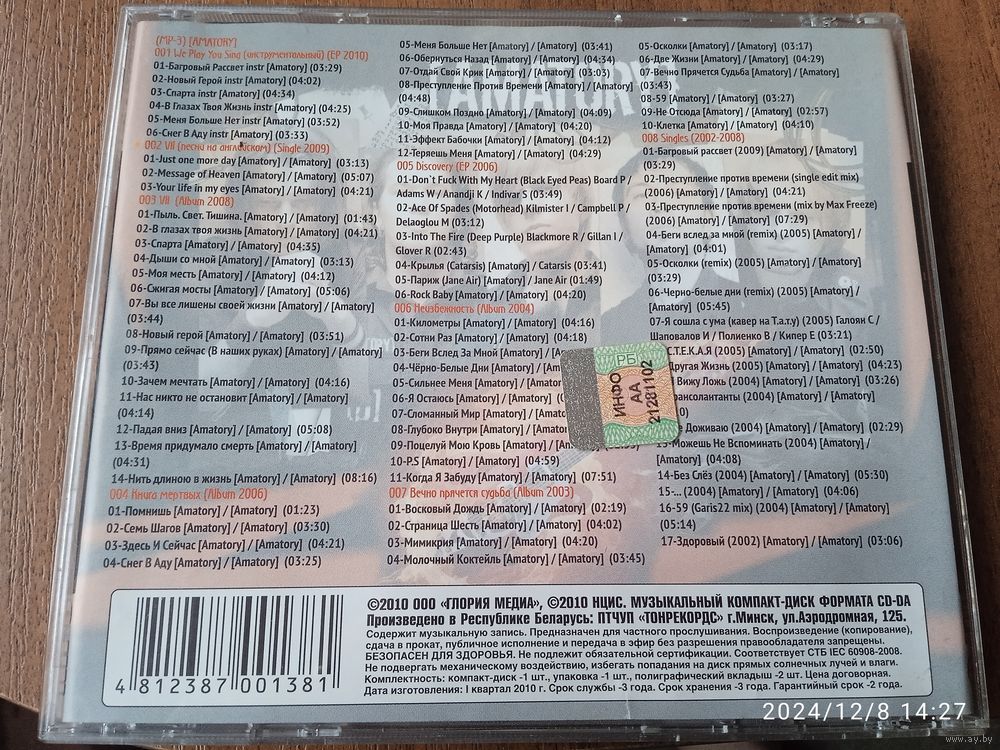 (MP-3) [AMATORY]
001 We Play You Sing (инструментальный) (EP 2010)
01-Багровый Рассвет instr [Amatory] (03:29)
02-Новый Герой instr [Amatory] (04:02)
03-Спарта instr [Amatory] (04:34)
04-В Глазах Твоя Жизнь instr [Amatory] (04:25)
05-Меня Больше Нет instr [Amatory] (03:52)
06-Снег В Аду instr [Amatory] (03:33)
002 VII (песни на английском) (Single 2009)
01-Just one more day [Amatory] / [Amatory] (03:13)
02-Message of Heaven [Amatory] / [Amatory] (05:07)
03-Your life in my eyes [Amatory] / [Amatory] (04:21)
003 VII (Album 2008)
01-Пыль. Свет. Тишина. [Amatory] / [Amatory] (01:43)
02-В глазах твоя жизнь [Amatory] / [Amatory] (04:21)
03-Спарта [Amatory] / [Amatory] (04:35)
04-Дыши со мной [Amatory] / [Amatory] (03:13)
05-Моя месть [Amatory] / [Amatory] (04:12)
06-Сжигая мосты [Amatory] / [Amatory] (05:06)
07-Вы все лишены своей жизни [Amatory] / [Amatory]
(03:44)
08-Новый герой [Amatory] / [Amatory] (03:51)
09-Прямо сейчас (В наших руках) [Amatory] / [Amatory]
(03:43)
10-Зачем мечтать [Amatory] / [Amatory] (04:16)
11-Нас никто не остановит [Amatory] / [Amatory]
(04:14)
12-Падая вниз [Amatory] / [Amatory] (05:08)
13-Время придумало смерть [Amatory] / [Amatory]
(04:31)
14-Нить длиною в жизнь [Amatory] / [Amatory] (08:16)
004 Книга мертвых (Album 2006)
01-Помнишь [Amatory] / [Amatory] (01:23)
02-Семь Шагов [Amatory] / [Amatory] (03:30)
03-Здесь И Сейчас [Amatory] / [Amatory] (04:21)
04-Снег В Аду [Amatory] / [Amatory] (03:25)
05-Меня Больше Нет [Amatory] / [Amatory] (03:41)
06-Обернуться Назад [Amatory] / [Amatory] (04:34)
07-Отдай Свой Крик [Amatory] / [Amatory] (03:03)
08-Преступление Против Времени [Amatory] / [Amatory]
(04:48)
09-Слишком Поздно [Amatory] / [Amatory] (04:09)
10-Моя Правда [Amatory] / [Amatory] (04:20)
11-Эффект Бабочки [Amatory] / [Amatory] (04:12)
12-Теряешь Меня [Amatory] / [Amatory] (04:29)
005 Discovery (EP 2006)
01-Don`t Fuck With My Heart (Black Eyed Peas) Board P /
Adams W / Anandji K / Indivar S (03:49)
02-Ace Of Spades (Motorhead) Kilmister I / Campbell P /
Delaoglou M (03:12)
03-Into The Fire (Deep Purple) Blackmore R / Gillan I /
Glover R (02:43)
04-Крылья (Catarsis) [Amatory] / Catarsis (03:41)
05-Париж (Jane Air) [Amatory] / Jane Air (01:49)
06-Rock Baby [Amatory] / [Amatory] (04:20)
006 Неизбежность (Album 2004)
01-Километры [Amatory] / [Amatory] (04:16)
02-Сотни Раз [Amatory] / [Amatory] (04:18)
03-Беги Вслед За Мной [Amatory] / [Amatory]
04-Чёрно-Белые Дни [Amatory] / [Amatory]
05-Сильнее Меня [Amatory] / [Amatory]
06-Я Остаюсь [Amatory] / [Amatory]
07-Сломанный Мир [Amatory] / [Amatory]
08-Глубоко Внутри [Amatory] / [Amatory]
09-Поцелуй Мою Кровь [Amatory] / [Amatory]
10-P.S [Amatory] / [Amatory] (04:59)
11-Когда Я Забуду [Amatory] / [Amatory] (07:51)
007 Вечно прячется судьба (Album 2003)
01-Восковый Дождь [Amatory] / [Amatory] (02:19)
02-Страница Шесть [Amatory] / [Amatory] (04:02)
03-Мимикрия [Amatory] / [Amatory] (04:20)
04-Молочный Коктейль [Amatory] / [Amatory] (03:45)
05-Осколки [Amatory] / [Amatory] (03:17)
06-Две Жизни [Amatory] / [Amatory] (04:29)
07-Вечно Прячется Судьба [Amatory] / [Amatory]
(03:43)
08-59 [Amatory] / [Amatory] (03:27)
09-Не Отсюда [Amatory] / [Amatory] (02:57)
10-Клетка [Amatory] / [Amatory] (04:10)
008 Singles (2002-2008)
01-Багровый рассвет (2009) [Amatory] / [Amatory]
(03:29)
02-Преступление против времени (single edit mix)
(2006) [Amatory] / [Amatory] (04:21)
03-Преступление против времени (mix by Max Freeze)
(2006) [Amatory] / [Amatory] (07:29)
04-Беги вслед за мной (remix) (2005) [Amatory] /
[Amatory] (04:01)
05-Осколки (remix) (2005) [Amatory] / [Amatory]
(03:29)
06-Черно-белые дни (remix) (2005) [Amatory] /
[Amatory] (05:45)
07-Я сошла с ума (кавер на Т.а.т.у) (2005) Галоян С /
Шаповалов И / Полиенко В / Кипер Е (03:21)
С.Т.Е.К.А.Я (2005) [Amatory] / [Amatory] (02:50)
Другая Жизнь (2005) [Amatory] / [Amatory] (04:23)
Вижу Ложь (2004) [Amatory] / [Amatory] (03:26)
(2004) [Amatory] / [Amatory]
Доживаю (2004) [Amatory] / [Amatory] (02:29)
13-Можешь Не Вспоминать (2004) [Amatory] /
[Amatory] (04:08)
14-Без Слёз (2004) [Amatory] / [Amatory] (05:30)
15-... (2004) [Amatory] / [Amatory] (04:06)
16-59 (Garis22 mix) (2004) [Amatory] / [Amatory]
(05:14)
17-Здоровый (2002) [Amatory] / [Amatory] (03:06)
РБ
ИНФО
АА
21281102
©2010 ООО «ГЛОРИЯ МЕДИА», ©2010 НЦИС. МУЗЫКАЛЬНЫЙ КОМПАКТ-ДИСК ФОРМАТА CD-DA
Произведено в Республике Беларусь: ПТЧУП «ТОНРЕКОРДС» г.Минск, ул.Аэродромная, 125.
Содержит музыкальную запись. Предназначен для частного прослушивания. Воспроизведение (копирование),
сдача в прокат, публичное исполнение и передача в эфир без разрешения правообладателя запрещены.
БЕЗОПАСЕН ДЛЯ ЗДОРОВЬЯ. Не подлежит обязательной сертификации. Соответствует СТБ IEC 60908-2008.
Не подвергать механическому воздействию, избегать попадания на диск прямых солнечных лучей и влаги.
Комплектность: компакт-диск -1 шт., упаковка -1 шт., полиграфический вкладыш -2 шт. Цена договорная.
Дата изготовления: I квартал 2010 г. Срок службы -3 года. Срок хранения -3 года. Гарантийный срок -2 года.
4 812387 001381
2024/12/8 14:27
www.ay.by